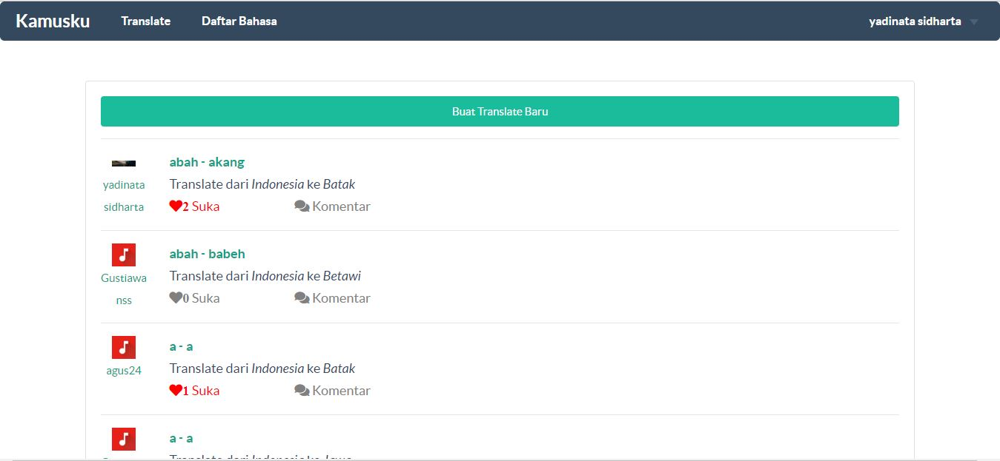 Kamusku Translate Daftar Bahasa yadinata sidharta
Buat Translate Baru
abah - akang
yadinata
sidharta
Translate dari Indonesia ke Batak
2 Suka Komentar
abah - babeh
Gustiawa
nss
Translate dari Indonesia ke Betawi
0 Suka Komentar
a - a
agus24
Translate dari Indonesia ke Batak
1 Suka Komentar
a - a
Translate dari Indonesia ke Jawa